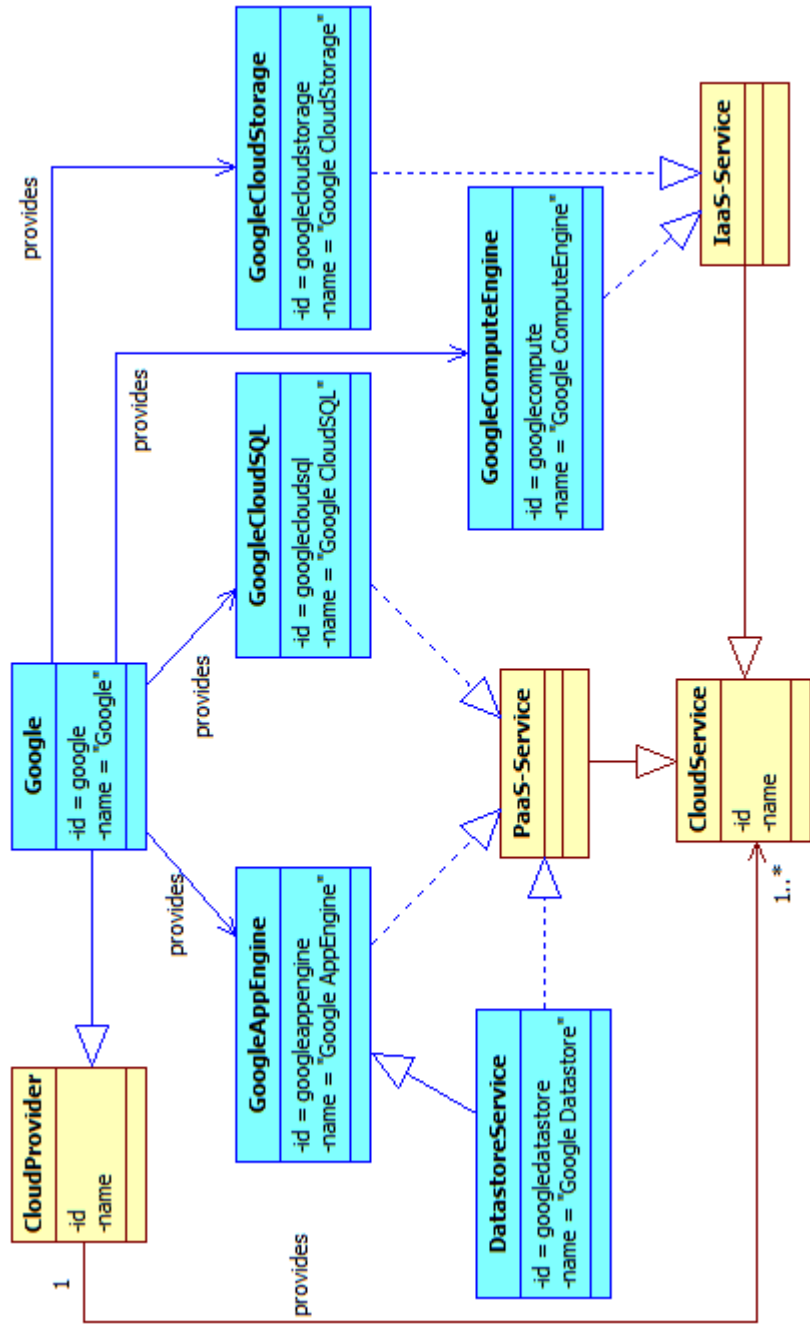 provides
CloudProvider
-id
-name
1
Google
-id = google
-name = "Google"
provides
provides
provides
provides
GoogleAppEngine
-id = googleappengine
-name = "Google AppEngine"
GoogleCloudSQL
-id = googlecloudsql
-name = "Google CloudSQL"
GoogleCloudStorage
-id = googlecloudstorage
-name = "Google CloudStorage"
DatastoreService
-id = googledatastore
-name = "Google Datastore"
PaaS-Service
GoogleComputeEngine
-id = googlecompute
-name = "Google ComputeEngine"
IaaS-Service
CloudService
-id
-name
1..*